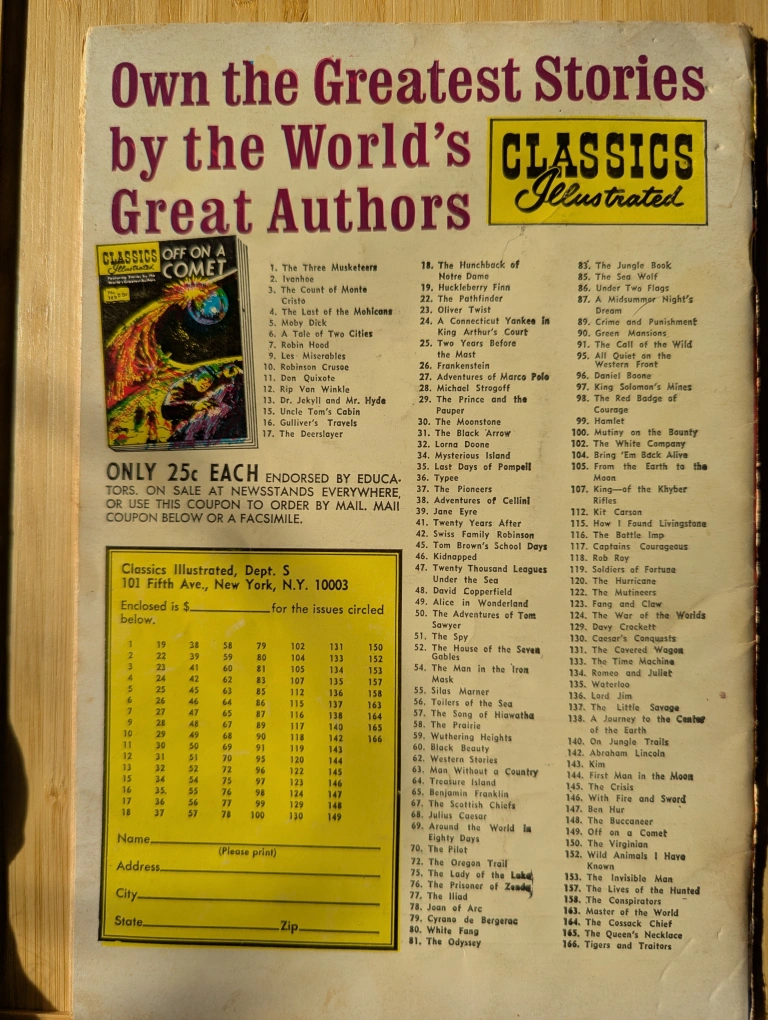 Own the Greatest Stories
by the World's
Great Authors
CLASSICS
Illustrated
CLASSICS
Illustrated
OFF ON A
COMET
1. The Three Musketeers
2. Ivanhoe
3. The Count of Monte
Cristo
4. The Last of the Mohicans
5. Moby Dick
6. A Tale of Two Cities
7. Robin Hood
9. Les Miserables
10. Robinson Crusoe
11. Don Quixote
12. Rip Van Winkle
13. Dr. Jekyll and Mr. Hyde
15. Uncle Tom's Cabin
16. Gulliver's Travels
17. The Deerslayer
ONLY 25c EACH ENDORSED BY EDUCA-
TORS. ON SALE AT NEWSSTANDS EVERYWHERE,
OR USE THIS COUPON TO ORDER BY MAIL. MAIL
COUPON BELOW OR A FACSIMILE.
Classics Illustrated, Dept. S
101 Fifth Ave., New York, N.Y. 10003
Enclosed is $ for the issues circled
below.
1 19 38 58 79 102 131 150
2 22 39 59 80 104 133 152
3 23 41 60 81 105 134 153
4 24 42 62 83 107 135 157
5 25 45 63 85 112 136 158
6 26 46 64 86 115 137 163
7 27 47 65 87 116 138 164
9 28 48 67 89 117 140 165
10 29 49 68 90 118 142 166
11 30 50 69 91 119 143
12 31 51 70 95 120 144
13 32 52 72 96 122 145
15 34 54 75 97 123 146
16 35. 55 76 98 124 147
17 36 56 77 99 129 148
18 37 57 78 100 130 149
Name
(Please print)
Address
City
State Zip
18. The Hunchback of
Notre Dame
19. Huckleberry Finn
22. The Pathfinder
23. Oliver Twist
24. A Connecticut Yankee in
King Arthur's Court
25. Two Years Before
the Mast
26. Frankenstein
27. Adventures of Marco Polo
28. Michael Strogoff
29. The Prince and the
Pauper
30. The Moonstone
31. The Black Arrow
32. Lorna Doone
34. Mysterious Island
35. Last Days of Pompeii
36. Typee
37. The Pioneers
38. Adventures of Cellini
39. Jane Eyre
41. Twenty Years After
42. Swiss Family Robinson
45. Tom Brown's School Days
46. Kidnapped
47. Twenty Thousand Leagues
Under the Sea
48. David Copperfield
49. Alice in Wonderland
50. The Adventures of Tom
Sawyer
51. The Spy
52. The House of the Seven
Gables
54. The Man in the Iron
Mask
55. Silas Marner
56. Toilers of the Sea
57. The Song of Hiawatha
58. The Prairie
59. Wuthering Heights
60. Black Beauty
62. Western Stories
63. Man Without a Country
64. Treasure Island
65. Benjamin Franklin
67. The Scottish Chiefs
68. Julius Caesar
69. Around the World in
Eighty Days
70. The Pilot
72. The Oregon Trail
75. The Lady of the Lake
76. The Prisoner of Zenda
77. The Iliad
78. Joan of Arc
79. Cyrano de Bergerac
80. White Fang
81. The Odyssey
83. The Jungle Book
85. The Sea Wolf
86. Under Two Flags
87. A Midsummer Night's
Dream
89. Crime and Punishment
90. Green Mansions
91. The Call of the Wild
95. All Quiet on the
Western Front
96. Daniel Boone
97. King Solomon's Mines
98. The Red Badge of
Courage
99. Hamlet
100. Mutiny on the Bounty
102. The White Company
104. Bring 'Em Back Alive
105. From the Earth to the
Moon
107. King—of the Khyber
Rifles
112. Kit Carson
115. How I Found Livingstone
116. The Bottle Imp
117. Captains Courageous
118. Rob Roy
119. Soldiers of Fortune
120. The Hurricane
122. The Mutineers
123. Fang and Claw
124. The War of the Worlds
129. Davy Crockett
130. Caesar's Conquests
131. The Covered Wagon
133. The Time Machine
134. Romeo and Juliet
135. Waterloo
136. Lord Jim
137. The Little Savage
138. A Journey to the Center
of the Earth
140. On Jungle Trails
142. Abraham Lincoln
143. Kim
144. First Man in the Moon
145. The Crisis
146. With Fire and Sword
147. Ben Hur
148. The Buccaneer
149. Off on a Comet
150. The Virginian
152. Wild Animals I Have
Known
153. The Invisible Man
157. The Lives of the Hunted
158. The Conspirators
163. Master of the World
164. The Cossack Chief
165. The Queen's Necklace
166. Tigers and Traitors